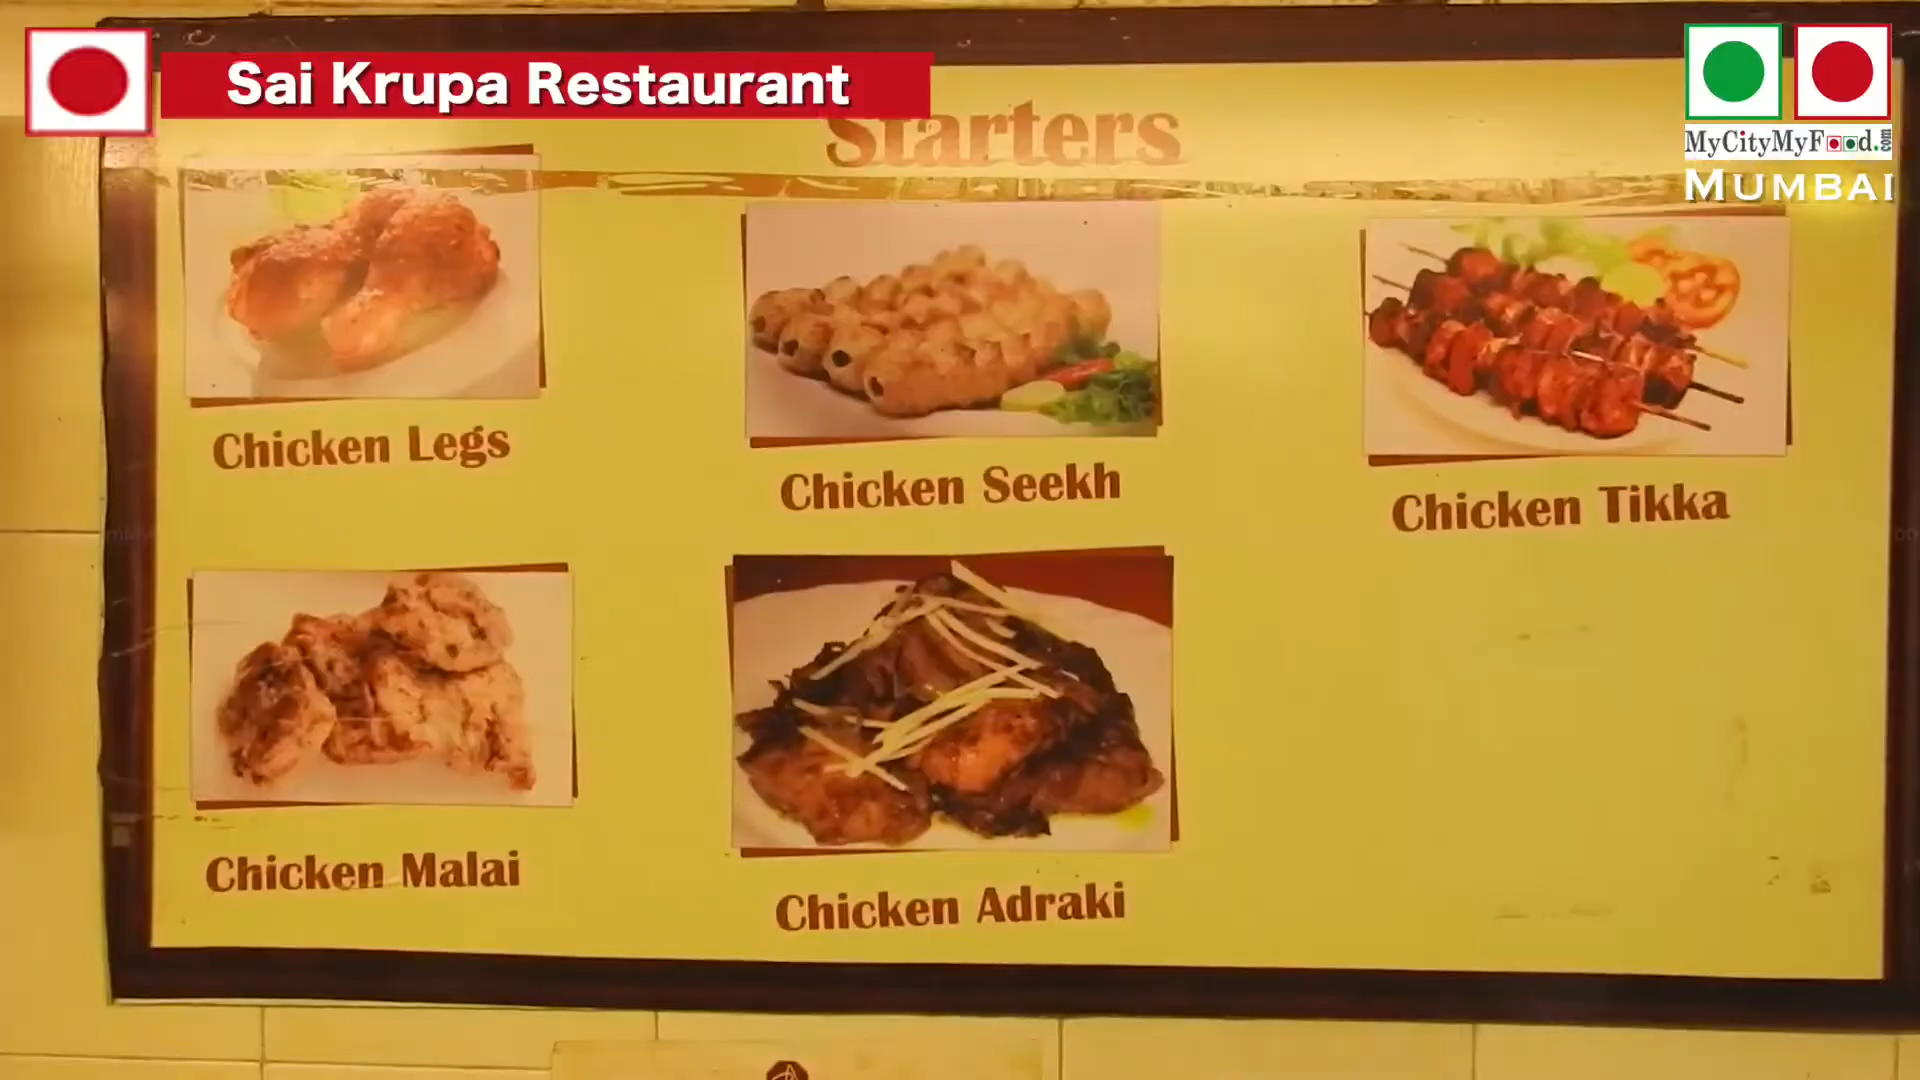 Sai Krupa Restaurant
MyCityMyFood.com
MUMBAI
Starters
Chicken Legs
Chicken Seekh
Chicken Tikka
Chicken Malai
Chicken Adraki